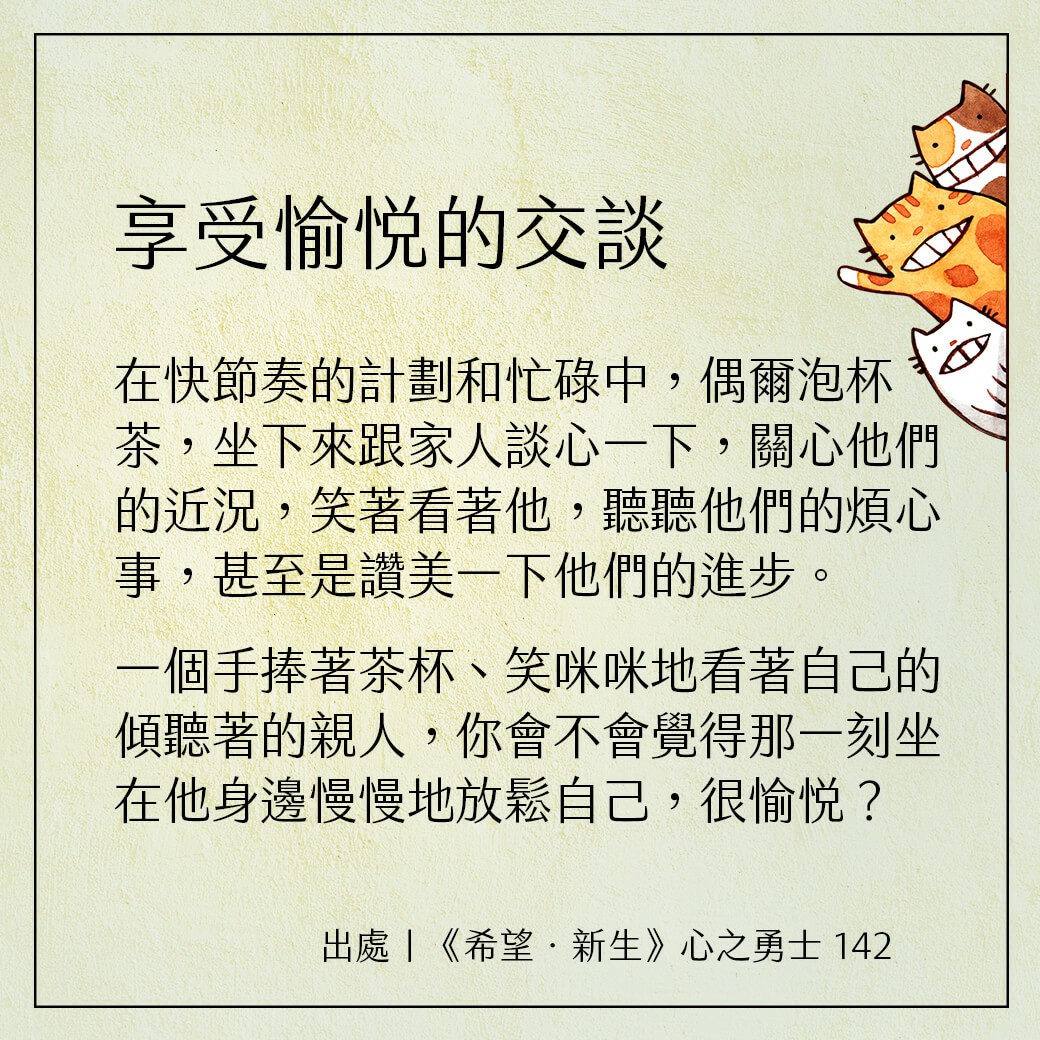 享受愉悅的交談
在快節奏的計劃和忙碌中，偶爾泡杯
茶，坐下來跟家人談心一下，關心他們
的近況，笑著看著他，聽聽他們的煩心
事，甚至是讚美一下他們的進步。
一個手捧著茶杯、笑咪咪地看著自己的
傾聽著的親人，你會不會覺得那一刻坐
在他身邊慢慢地放鬆自己，很愉悅？
出處｜《希望．新生》心之勇士 142